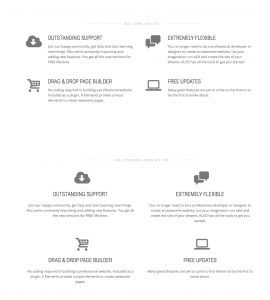 BIG ICONS ON LEFT
OUTSTANDING SUPPORT
Join our happy community, get help and start learning
new things. Also we're constantly improving and
adding new features. You get all the new versions for
FREE life-time.
EXTREMELY FLEXIBLE
You no longer need to be a professional developer or
designer to create an awesome website. Let your
imagination run wild and create the site of your
dreams. KLEO has all the tools to get you started.
DRAG & DROP PAGE BUILDER
No coding required in building a professional website.
Included as a plugin, K Elements provide unique
elements to create awesome pages.
FREE UPDATES
Many great features are yet to come to this theme so be
the first to know about.
BIG CENTERED ICONS ON TOP
OUTSTANDING SUPPORT
Join our happy community, get help and start learning new things.
Also we're constantly improving and adding new features. You get all
the new versions for FREE life-time.
EXTREMELY FLEXIBLE
You no longer need to be a professional developer or designer to
create an awesome website. Let your imagination run wild and
create the site of your dreams. KLEO has all the tools to get you
started.
DRAG & DROP PAGE BUILDER
No coding required in building a professional website. Included as
a plugin, K Elements provide unique elements to create awesome
pages.
FREE UPDATES
Many great features are yet to come to this theme so be the first to
know about.